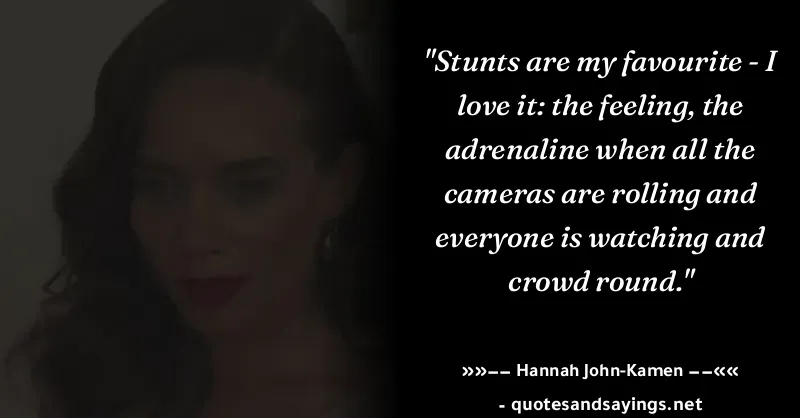 "Stunts are my favourite - I
love it: the feeling, the
adrenaline when all the
cameras are rolling and
everyone is watching and
crowd round."
»»–– Hannah John-Kamen ––««
- quotesandsayings.net